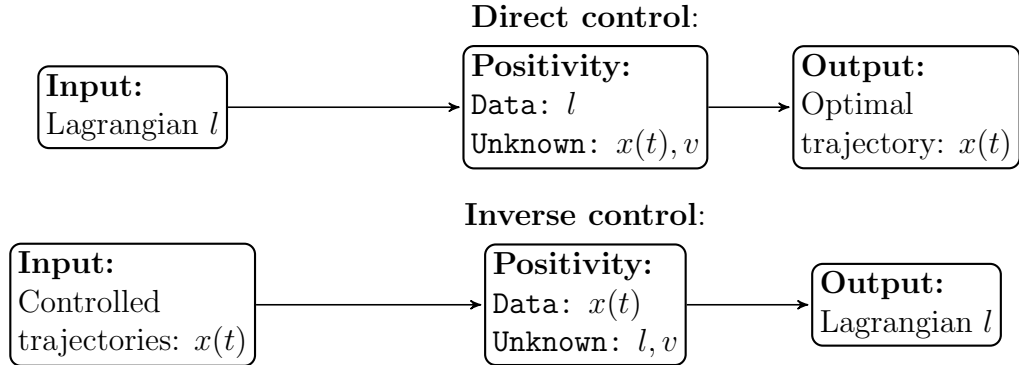 Direct control:
Input:
Lagrangian l
Positivity:
Data: l
Unknown: x(t), v
Output:
Optimal
trajectory: x(t)
Inverse control:
Input:
Controlled
trajectories: x(t)
Positivity:
Data: x(t)
Unknown: l, v
Output:
Lagrangian l